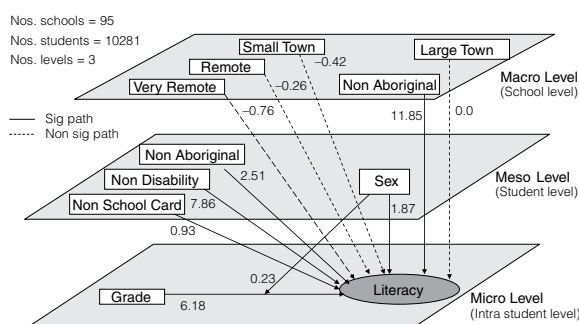 Nos. schools = 95
Nos. students = 10281
Nos. levels = 3
Small Town
Large Town
Remote
Very Remote
Non Aboriginal
−0.42
−0.26
−0.76
11.85
0.0
Macro Level
(School level)
Sig path
Non sig path
Non Aboriginal
Non Disability
Non School Card
Sex
2.51
7.86
0.93
1.87
Meso Level
(Student level)
0.23
Grade
6.18
Literacy
Micro Level
(Intra student level)